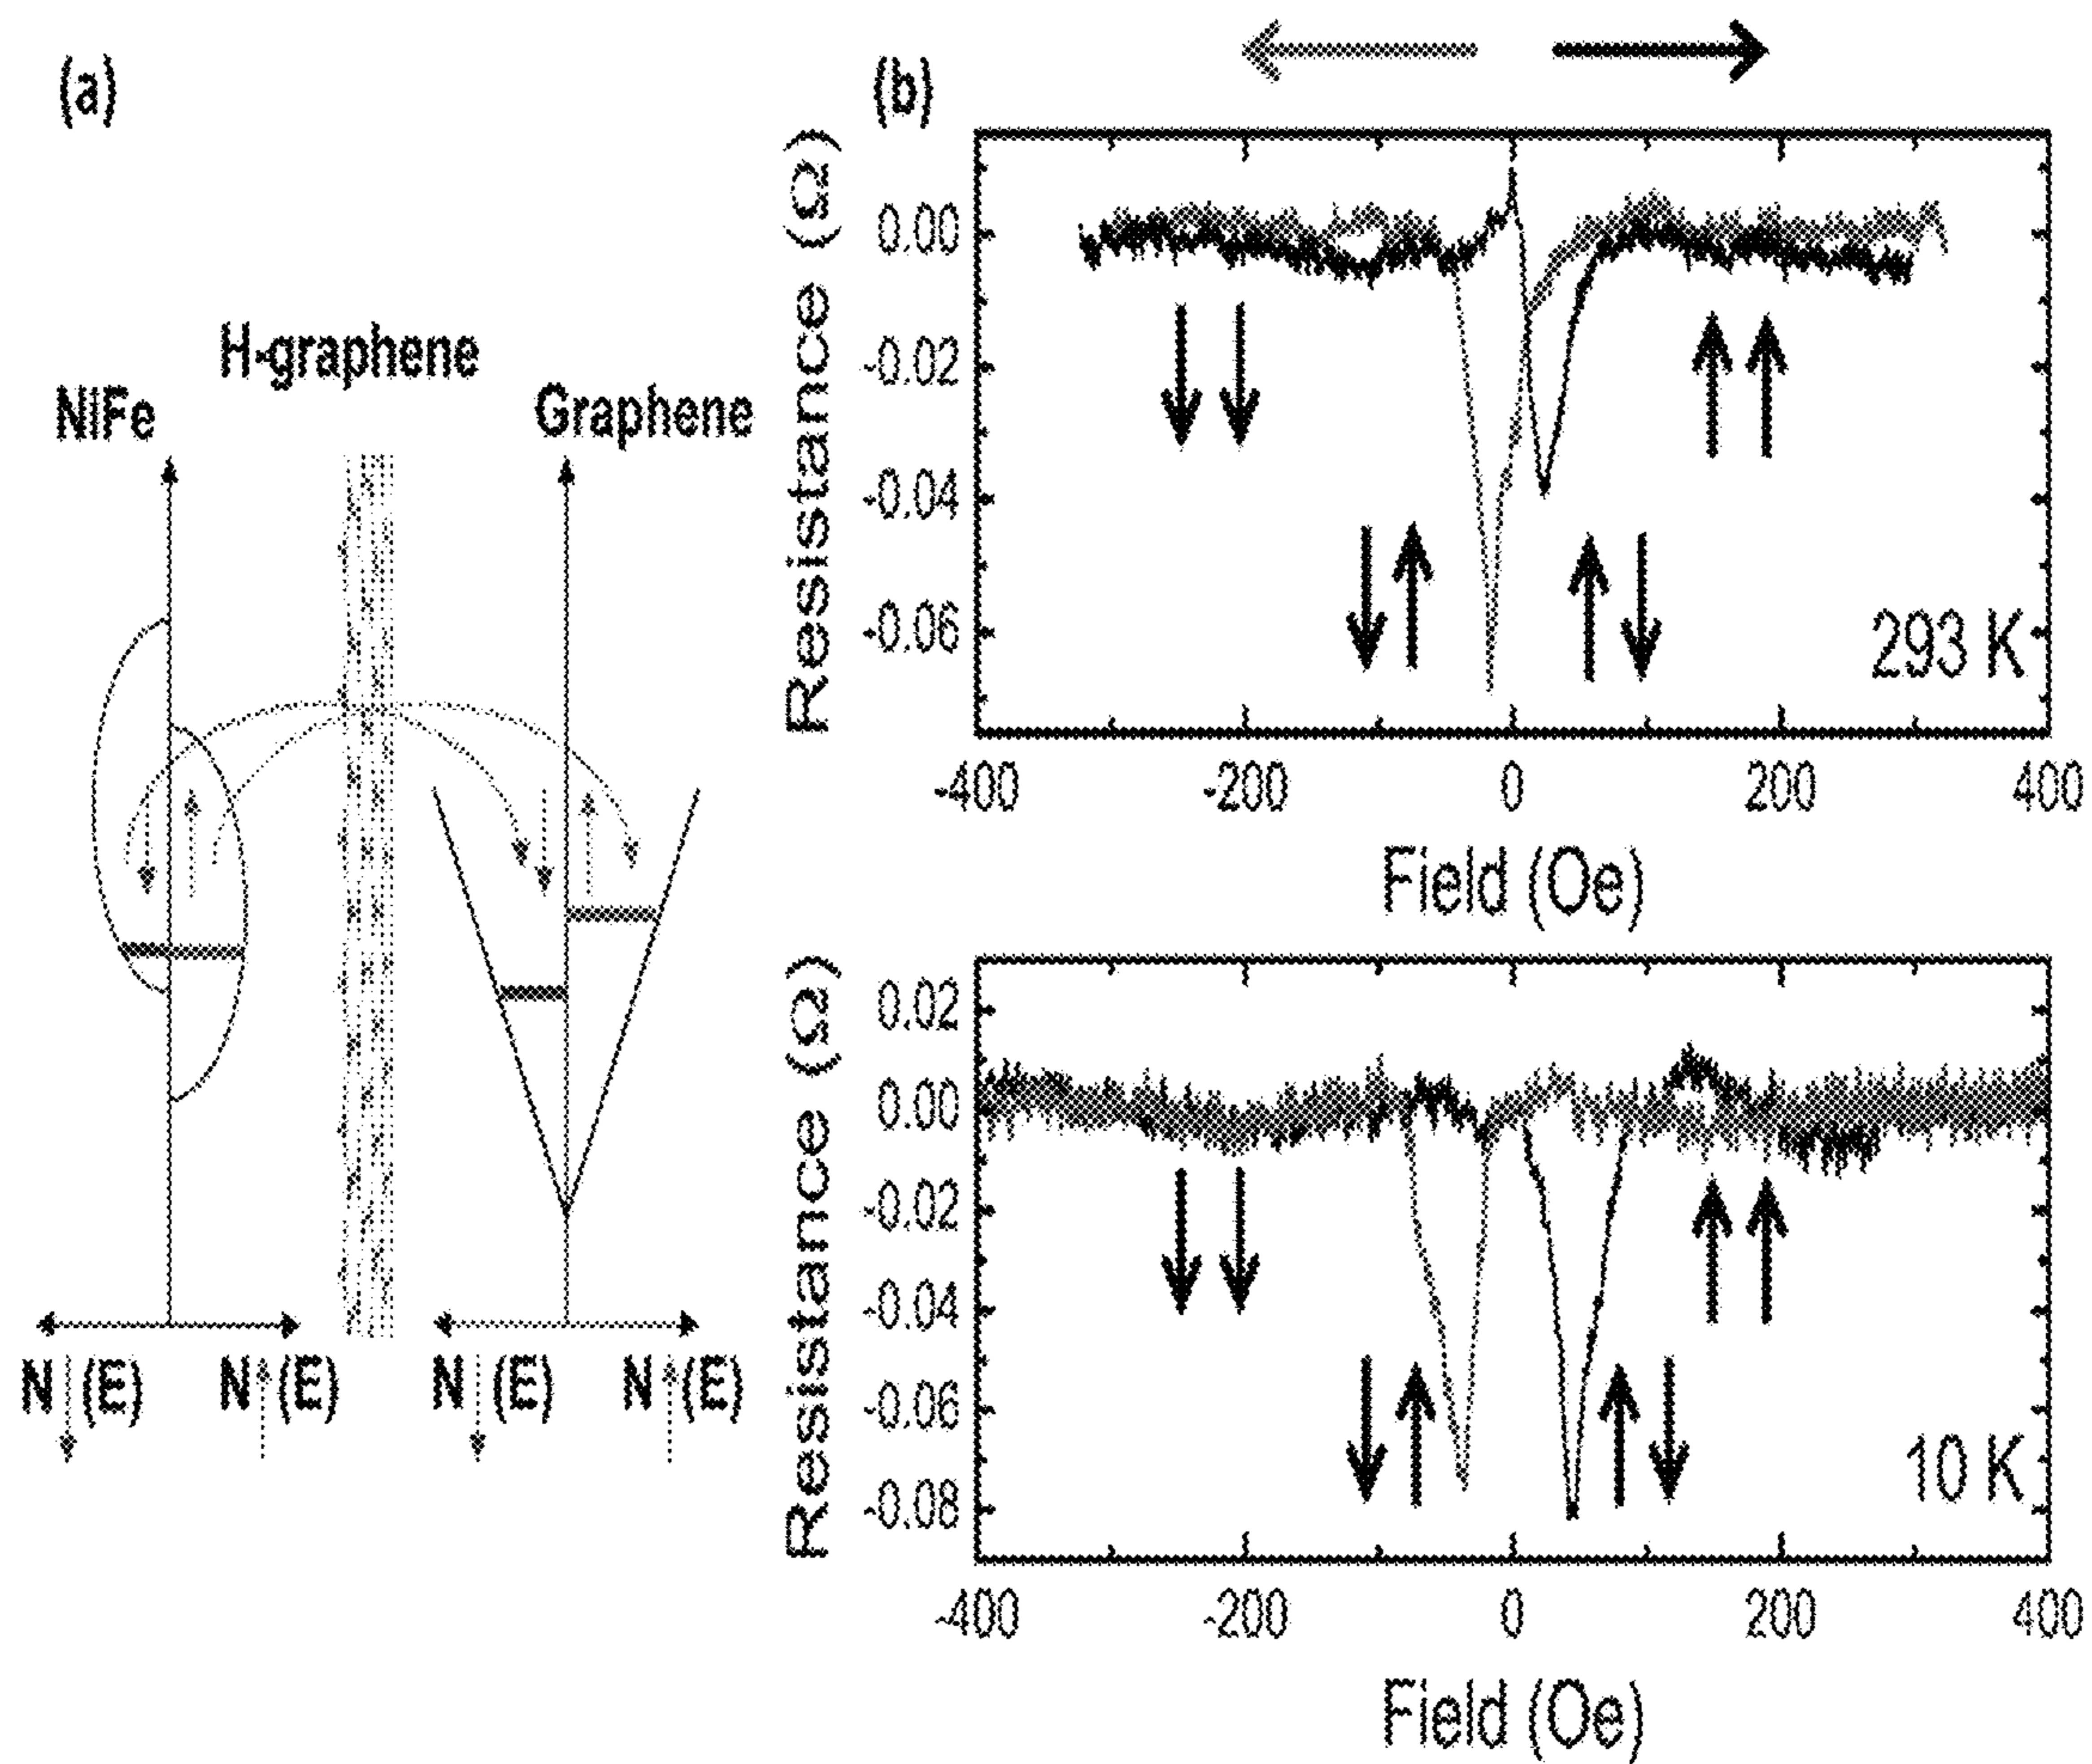 (a)
H-graphene
NiFe
Graphene
N↓(E) N↑(E) N↓(E) N↑(E)
(b)
Resistance (Ω)
0.00
-0.02
-0.04
-0.06
293 K
-400 -200 0 200 400
Field (Oe)
Resistance (Ω)
0.02
0.00
-0.02
-0.04
-0.06
-0.08
10 K
-400 -200 0 200 400
Field (Oe)